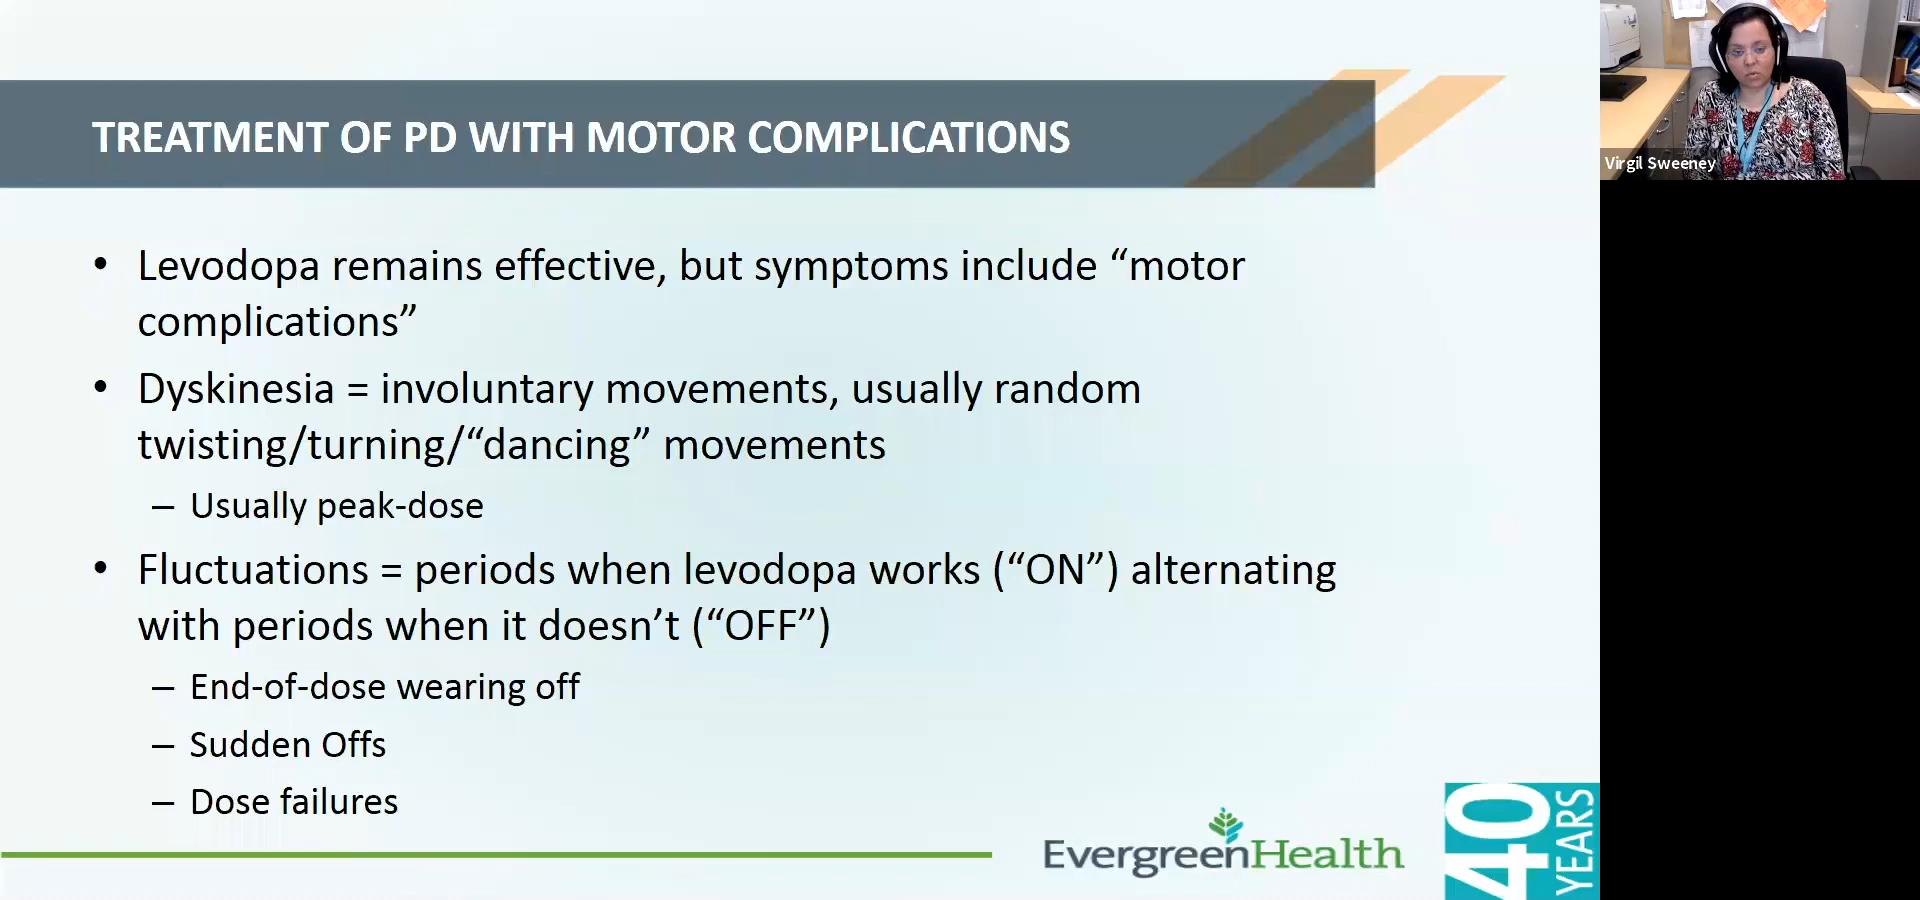 TREATMENT OF PD WITH MOTOR COMPLICATIONS
• Levodopa remains effective, but symptoms include “motor
complications”
• Dyskinesia = involuntary movements, usually random
twisting/turning/“dancing” movements
– Usually peak-dose
• Fluctuations = periods when levodopa works (“ON”) alternating
with periods when it doesn’t (“OFF”)
– End-of-dose wearing off
– Sudden Offs
– Dose failures
EvergreenHealth
40
YEARS
Virgil Sweeney